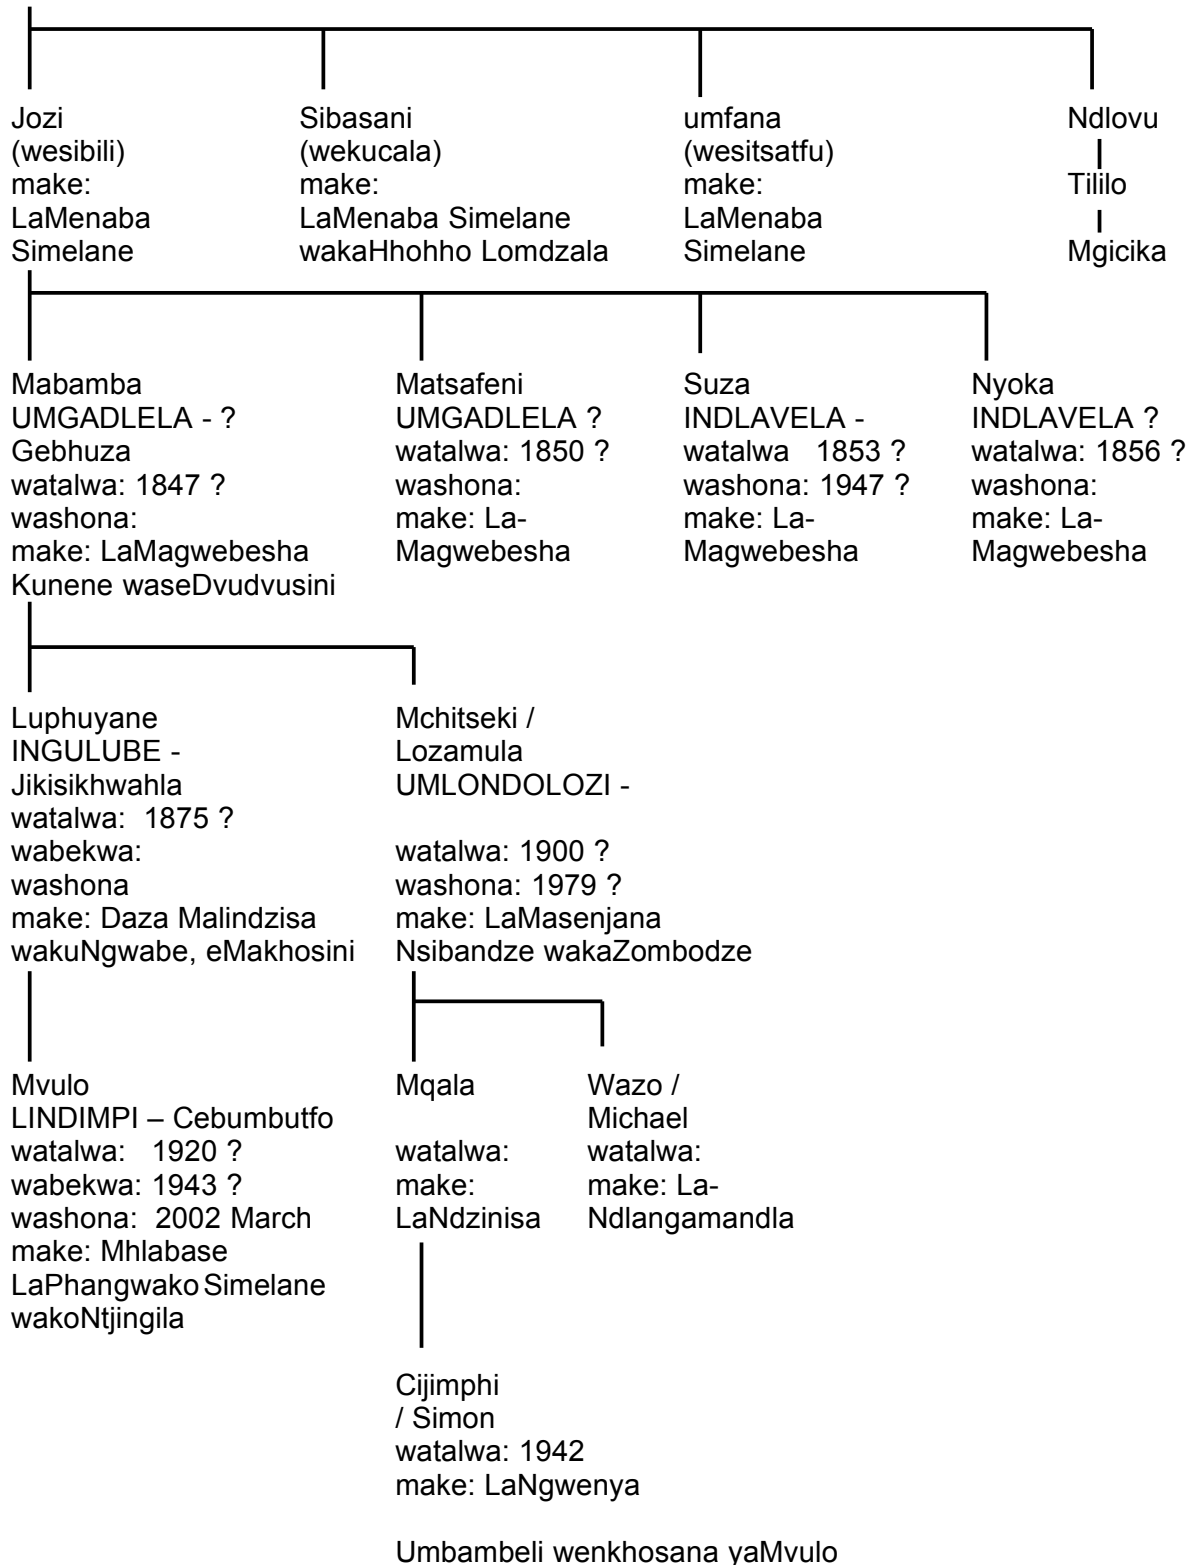 Jozi
(wesibili)
make:
LaMenaba
Simelane
Sibasani
(wekucala)
make:
LaMenaba Simelane
wakaHhohho Lomdzala
umfana
(wesitsatfu)
make:
LaMenaba
Simelane
Ndlovu
Tililo
Mgicika
Mabamba
UMGADLELA - ?
Gebhuza
watalwa: 1847 ?
washona:
make: LaMagwebesha
Kunene waseDvudvusini
Matsafeni
UMGADLELA ?
watalwa: 1850 ?
washona:
make: La-
Magwebesha
Suza
INDLAVELA -
watalwa 1853 ?
washona: 1947 ?
make: La-
Magwebesha
Nyoka
INDLAVELA ?
watalwa: 1856 ?
washona:
make: La-
Magwebesha
Luphuyane
INGULUBE -
Jikisikhwahla
watalwa: 1875 ?
wabekwa:
washona
make: Daza Malindzisa
wakuNgwabe, eMakhosini
Mchitseki /
Lozamula
UMLONDOLOZI -
watalwa: 1900 ?
washona: 1979 ?
make: LaMasenjana
Nsibandze wakaZombodze
Mvulo
LINDIMPI – Cebumbutfo
watalwa: 1920 ?
wabekwa: 1943 ?
washona: 2002 March
make: Mhlabase
LaPhangwako Simelane
wakoNtjingila
Mqala
watalwa:
make:
LaNdzinisa
Wazo /
Michael
watalwa:
make: La-
Ndlangamandla
Cijimphi
/ Simon
watalwa: 1942
make: LaNgwenya
Umbambeli wenkhosana yaMvulo